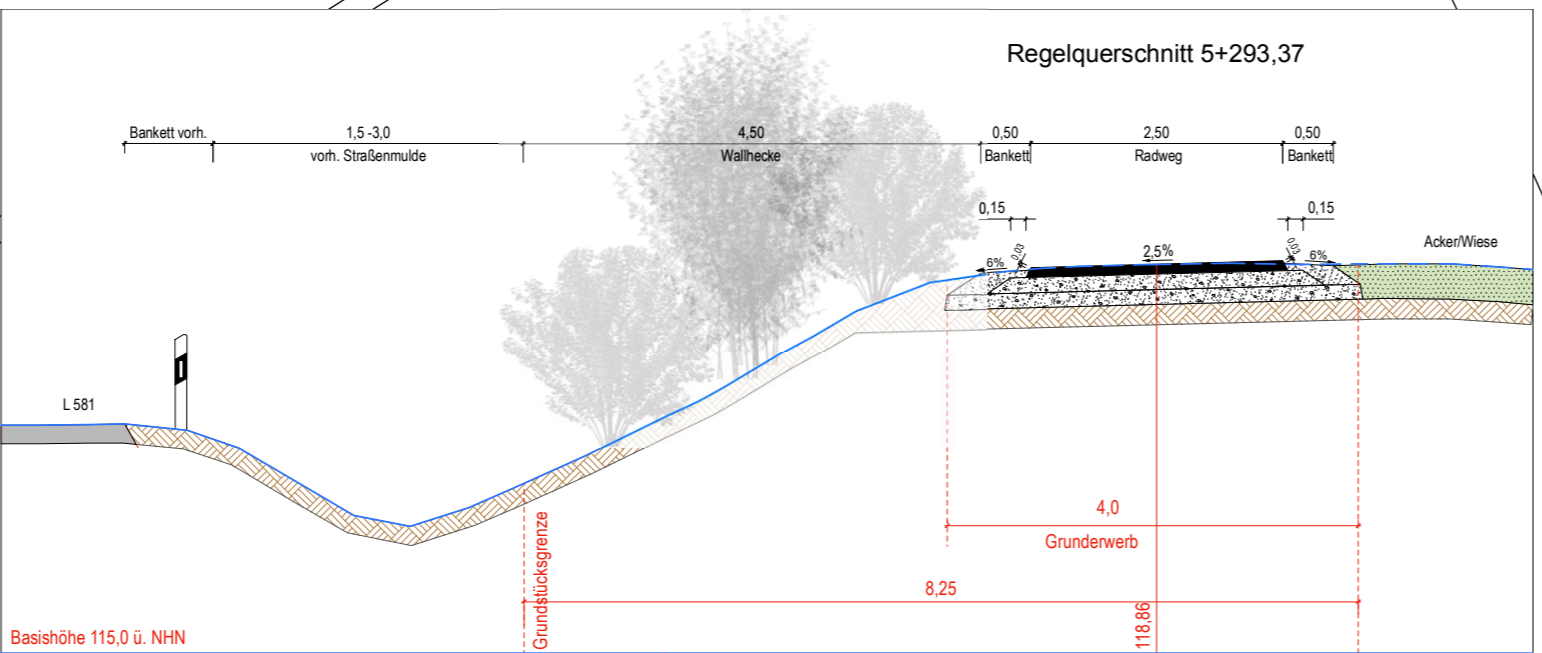 Regelquerschnitt 5+293,37
Bankett vorh.
1,5 -3,0
vorh. Straßenmulde
4,50
Wallhecke
0,50
Bankett
2,50
Radweg
0,50
Bankett
0,15
0,15
6%
0,03
2,5%
0,03
6%
Acker/Wiese
L 581
4,0
Grunderwerb
8,25
Grundstücksgrenze
118,86
Basishöhe 115,0 ü. NHN